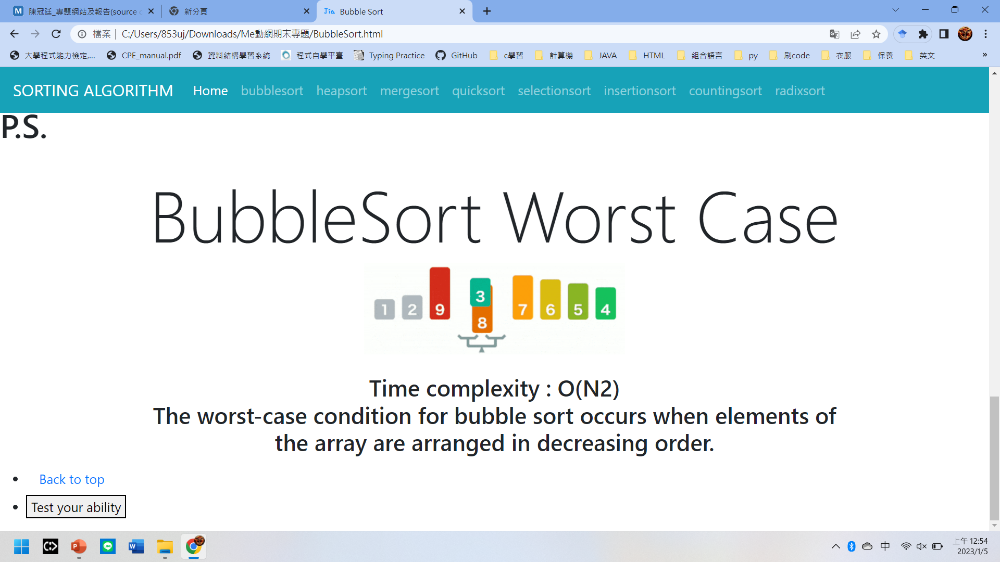 陳冠廷_專題網站及報告(source c
新分頁
Jia Bubble Sort
檔案 C:/Users/853uj/Downloads/Me動網期末專題/BubbleSort.html
大學程式能力檢定,... CPE_manual.pdf 資料結構學習系統 程式自學平臺 Typing Practice GitHub c學習 計算機 JAVA HTML 組合語言 py 刷code 衣服 保養 英文 »
SORTING ALGORITHM Home bubblesort heapsort mergesort quicksort selectionsort insertionsort countingsort radixsort
P.S.
BubbleSort Worst Case
1 2 9 3 8 7 6 5 4
Time complexity : O(N2)
The worst-case condition for bubble sort occurs when elements of
the array are arranged in decreasing order.
Back to top
Test your ability
中
上午 12:54
2023/1/5